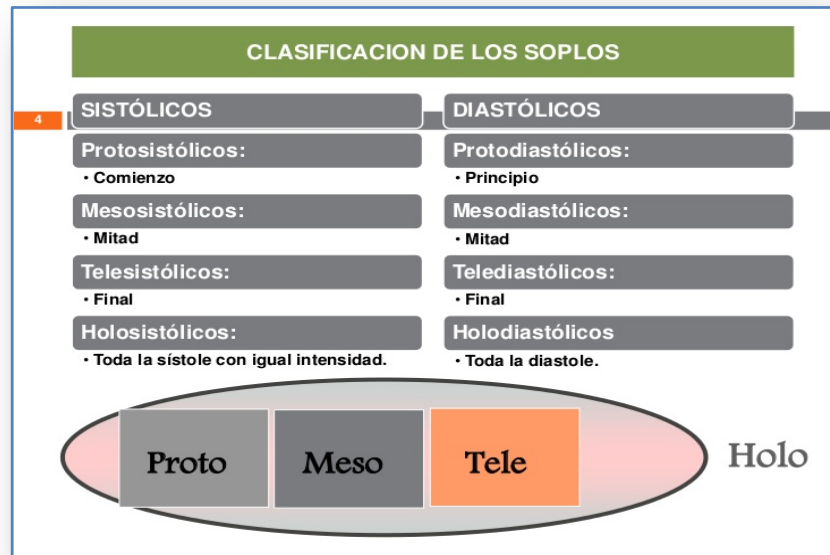 CLASIFICACION DE LOS SOPLOS
4
SISTÓLICOS
Protosistólicos:
• Comienzo
Mesosistólicos:
• Mitad
Telesistólicos:
• Final
Holosistólicos:
• Toda la sístole con igual intensidad.
DIASTÓLICOS
Protodiastólicos:
• Principio
Mesodiastólicos:
• Mitad
Telediastólicos:
• Final
Holodiastólicos
• Toda la diastole.
Proto
Meso
Tele
Holo